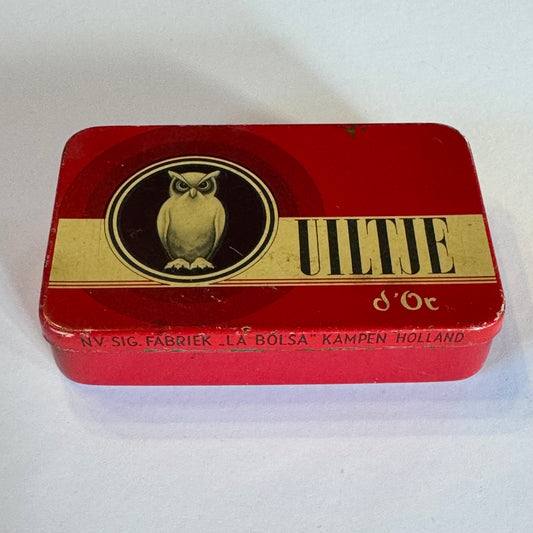 UILTJE
d'Or
N.V. SIG. FABRIEK „LA BOLSA" KAMPEN HOLLAND